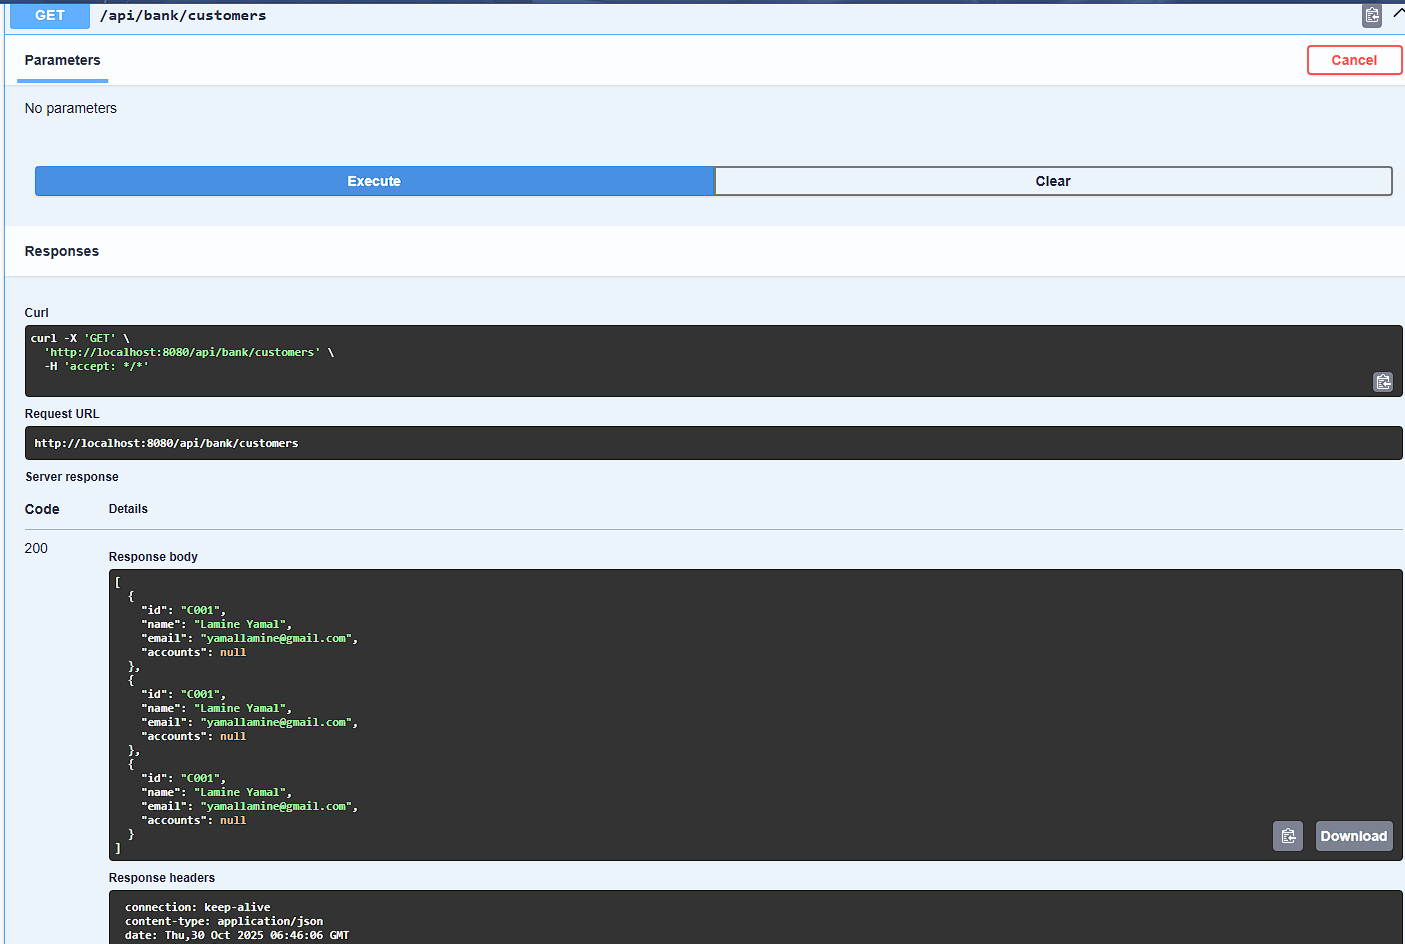 GET /api/bank/customers
Parameters
Cancel
No parameters
Execute
Clear
Responses
Curl
curl -X 'GET' \
  'http://localhost:8080/api/bank/customers' \
  -H 'accept: */*'
Request URL
http://localhost:8080/api/bank/customers
Server response
Code Details
200
Response body
[
  {
    "id": "C001",
    "name": "Lamine Yamal",
    "email": "yamallamine@gmail.com",
    "accounts": null
  },
  {
    "id": "C001",
    "name": "Lamine Yamal",
    "email": "yamallamine@gmail.com",
    "accounts": null
  },
  {
    "id": "C001",
    "name": "Lamine Yamal",
    "email": "yamallamine@gmail.com",
    "accounts": null
  }
]
Download
Response headers
connection: keep-alive
content-type: application/json
date: Thu,30 Oct 2025 06:46:06 GMT